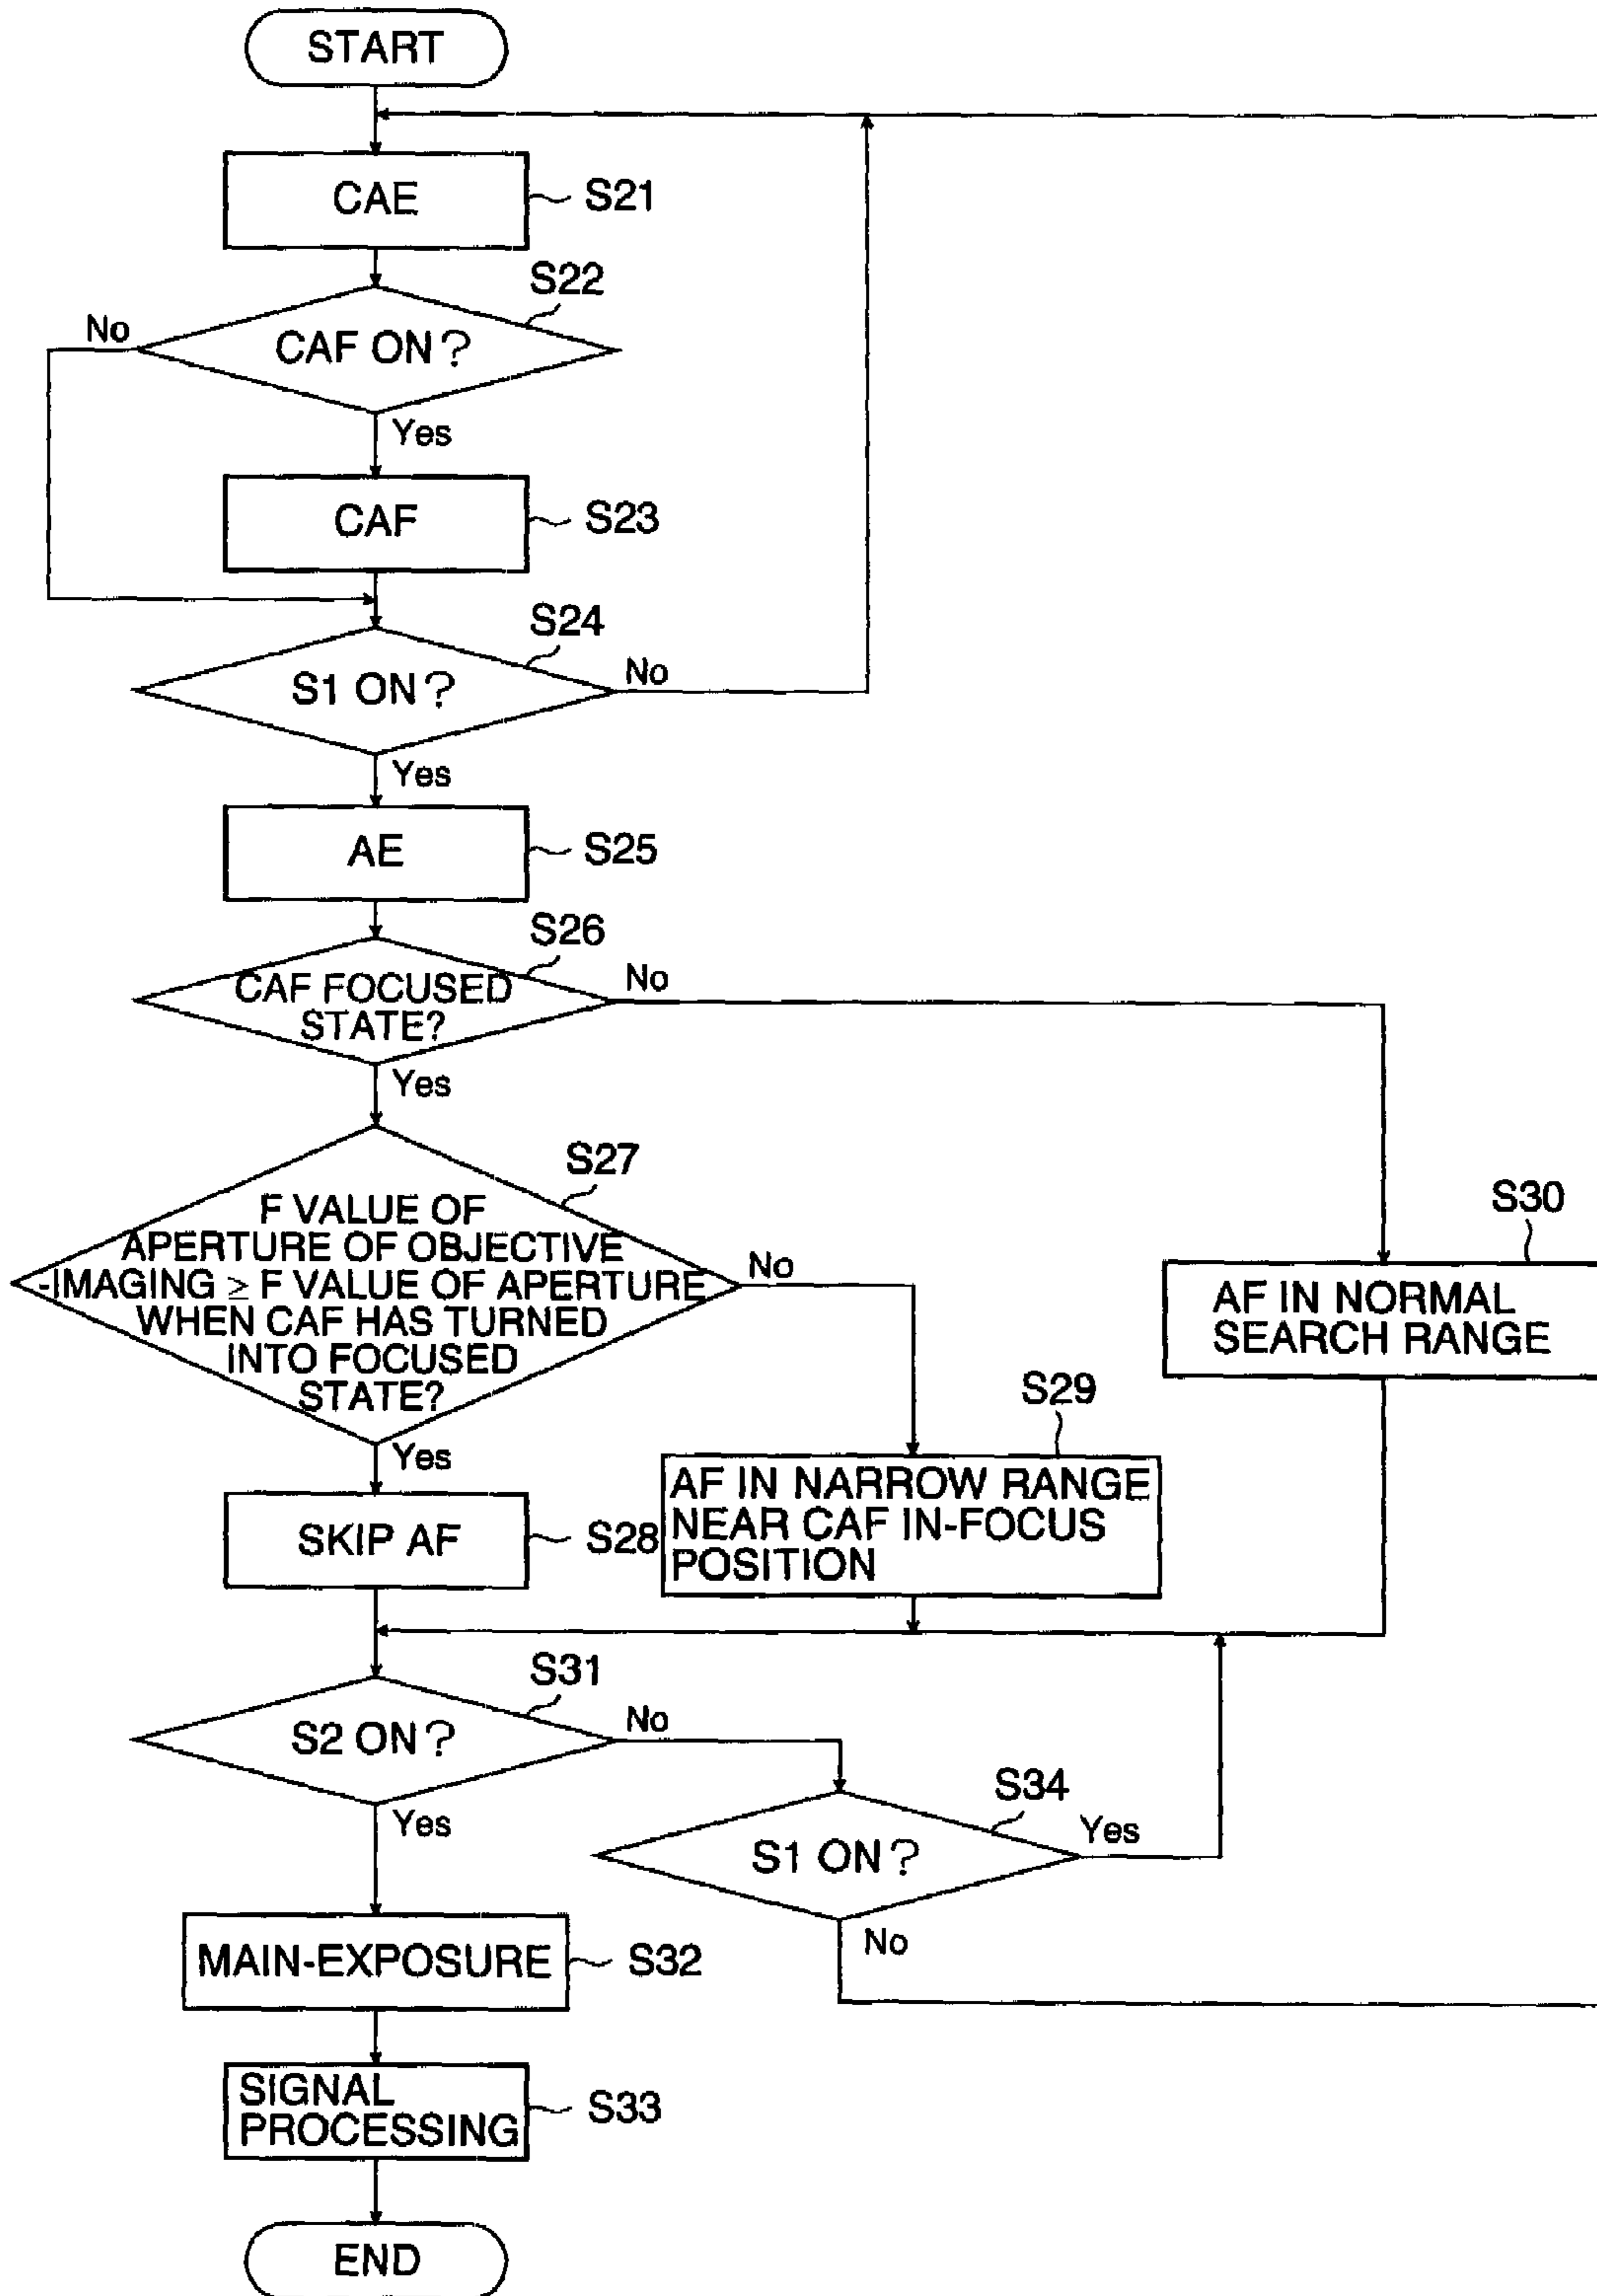 START
CAE
S21
S22
No
CAF ON?
Yes
CAF
S23
S24
S1 ON?
No
Yes
AE
S25
S26
CAF FOCUSED
STATE?
No
Yes
S27
F VALUE OF
APERTURE OF OBJECTIVE
-IMAGING ≥ F VALUE OF APERTURE
WHEN CAF HAS TURNED
INTO FOCUSED
STATE?
No
Yes
S30
AF IN NORMAL
SEARCH RANGE
SKIP AF
S28
S29
AF IN NARROW RANGE
NEAR CAF IN-FOCUS
POSITION
S31
S2 ON?
No
Yes
S34
S1 ON?
Yes
No
MAIN-EXPOSURE
S32
SIGNAL
PROCESSING
S33
END